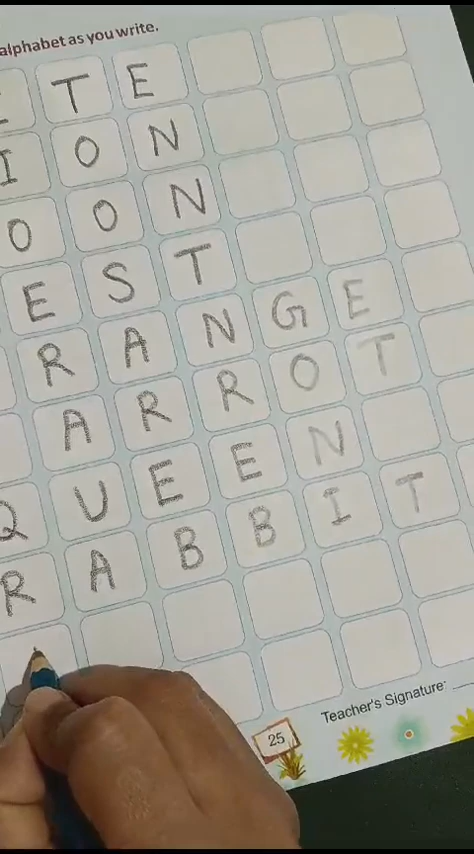 alphabet as you write.
T E
I O N
O O N
E S T
R A N G E
A R R O T
Q U E E N
R A B B I T
25
Teacher's Signature